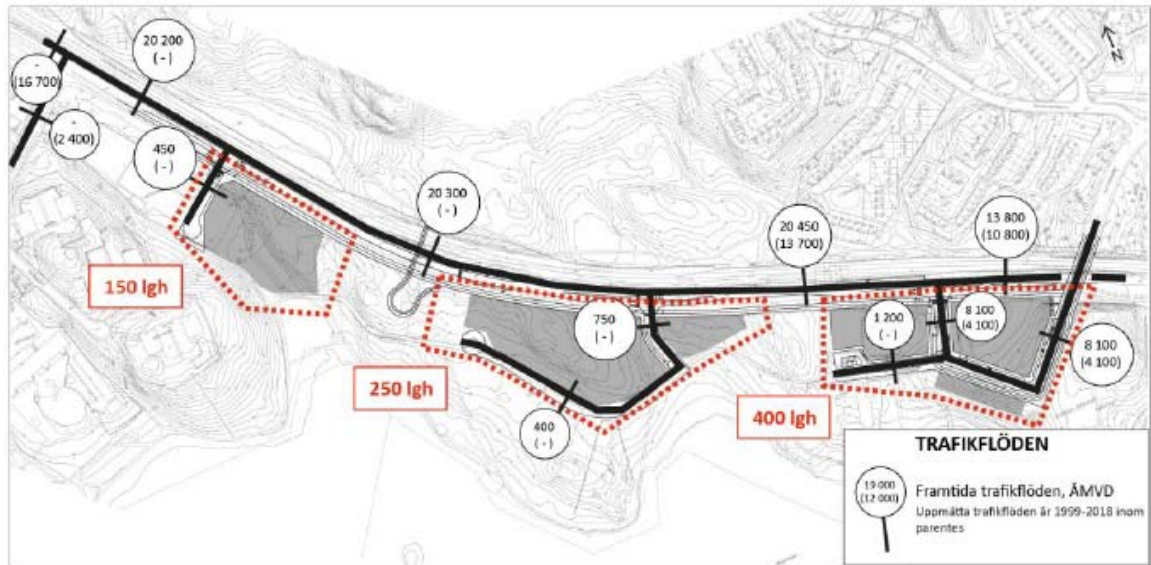 20 200
( - )
-
(16 700)
-
(2 400)
450
( - )
20 300
( - )
20 450
(13 700)
13 800
(10 800)
N
150 lgh
750
( - )
1 200
( - )
8 100
(4 100)
8 100
(4 100)
250 lgh
400 lgh
400
( - )
TRAFIKFLÖDEN
19 000
(12 000)
Framtida trafikflöden, ÅMVD
Uppmätta trafikflöden år 1999-2018 inom
parentes